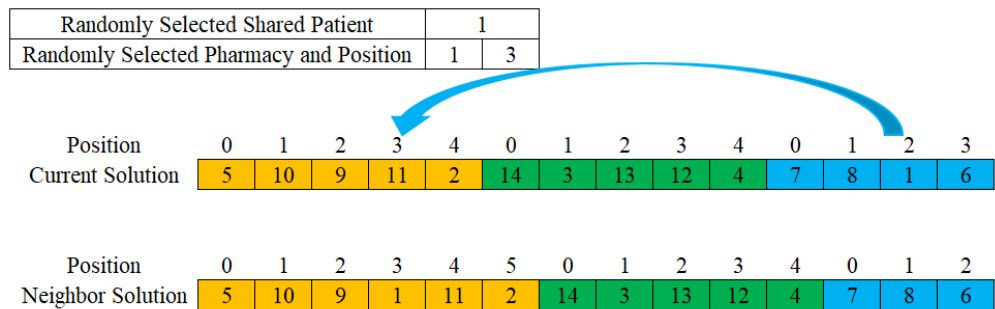 Randomly Selected Shared Patient 1
Randomly Selected Pharmacy and Position 1 3
Position 0 1 2 3 4 0 1 2 3 4 0 1 2 3
Current Solution 5 10 9 11 2 14 3 13 12 4 7 8 1 6
Position 0 1 2 3 4 5 0 1 2 3 4 0 1 2
Neighbor Solution 5 10 9 1 11 2 14 3 13 12 4 7 8 6